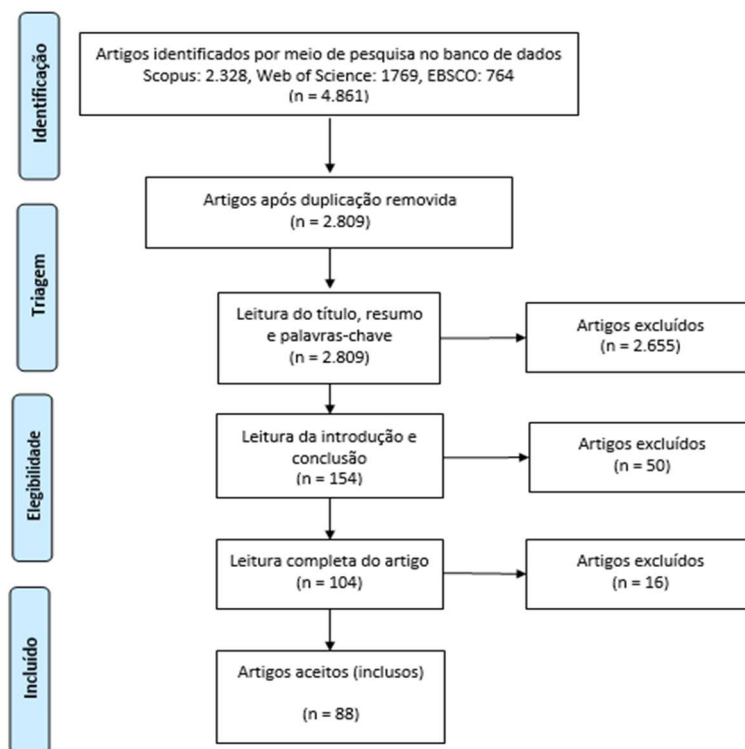 Identificação
Artigos identificados por meio de pesquisa no banco de dados
Scopus: 2.328, Web of Science: 1769, EBSCO: 764
(n = 4.861)
Artigos após duplicação removida
(n = 2.809)
Triagem
Leitura do título, resumo
e palavras-chave
(n = 2.809)
Artigos excluídos
(n = 2.655)
Elegibilidade
Leitura da introdução e
conclusão
(n = 154)
Artigos excluídos
(n = 50)
Leitura completa do artigo
(n = 104)
Artigos excluídos
(n = 16)
Incluído
Artigos aceitos (inclusos)
(n = 88)